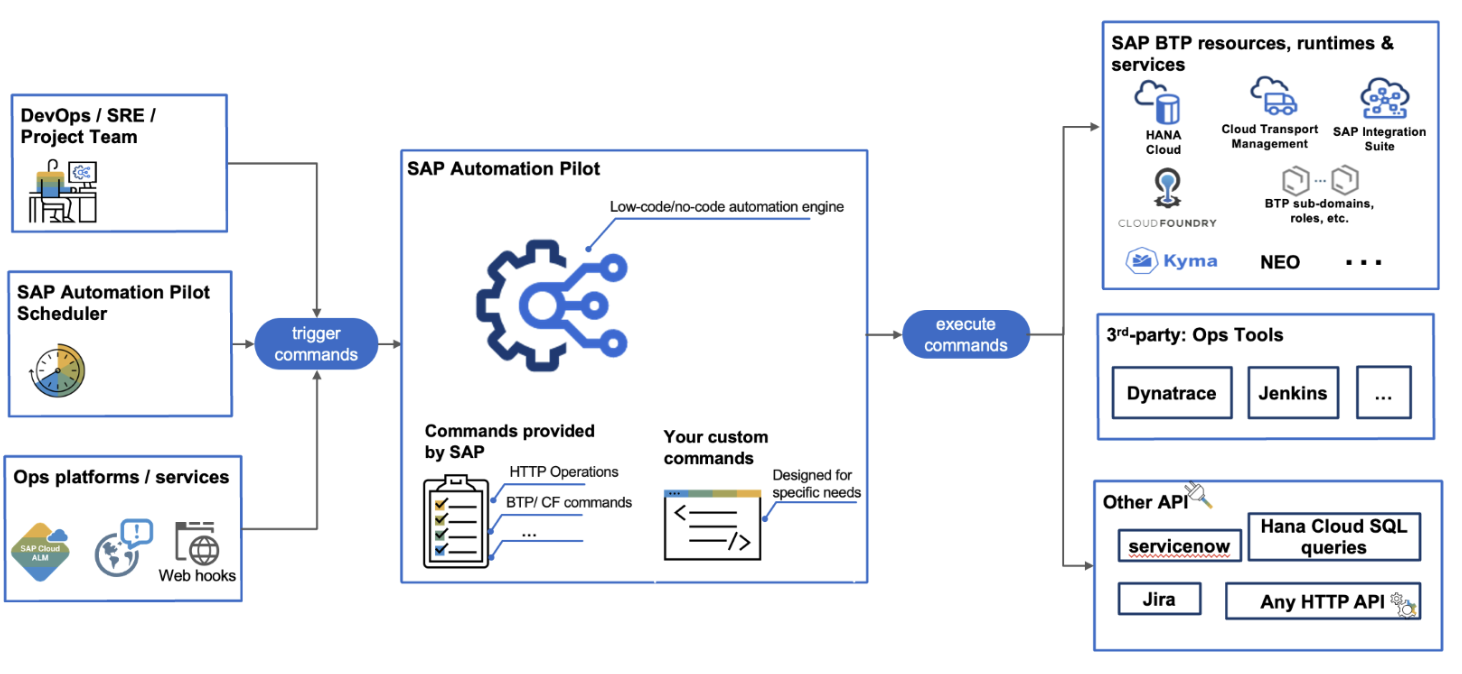 DevOps / SRE /
Project Team
SAP Automation Pilot
Scheduler
Ops platforms / services
SAP Cloud
ALM
!
Web hooks
trigger
commands
SAP Automation Pilot
Low-code/no-code automation engine
Commands provided
by SAP
HTTP Operations
BTP/ CF commands
...
Your custom
commands
Designed for
specific needs
< />
execute
commands
SAP BTP resources, runtimes &
services
HANA
Cloud
Cloud Transport
Management
SAP Integration
Suite
CLOUDFOUNDRY
...
BTP sub-domains,
roles, etc.
Kyma
NEO
...
3rd-party: Ops Tools
Dynatrace
Jenkins
...
Other API
servicenow
Hana Cloud SQL
queries
Jira
Any HTTP API